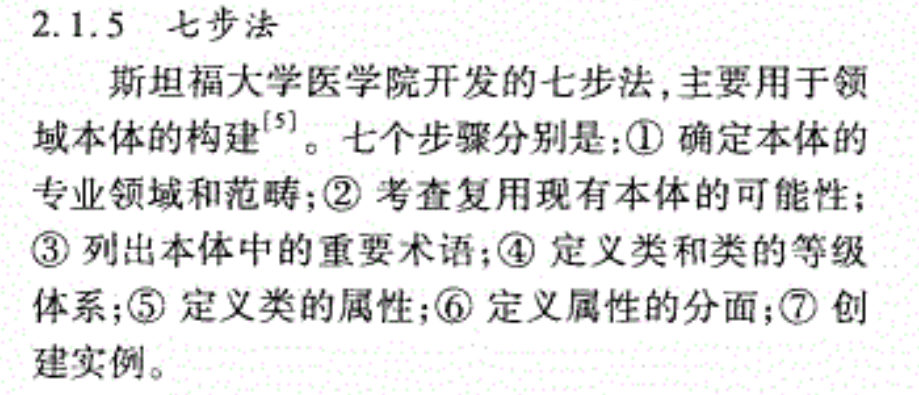 2.1.5 七步法
斯坦福大学医学院开发的七步法,主要用于领
域本体的构建[5]。七个步骤分别是:① 确定本体的
专业领域和范畴;② 考查复用现有本体的可能性;
③ 列出本体中的重要术语;④ 定义类和类的等级
体系;⑤ 定义类的属性;⑥ 定义属性的分面;⑦ 创
建实例。